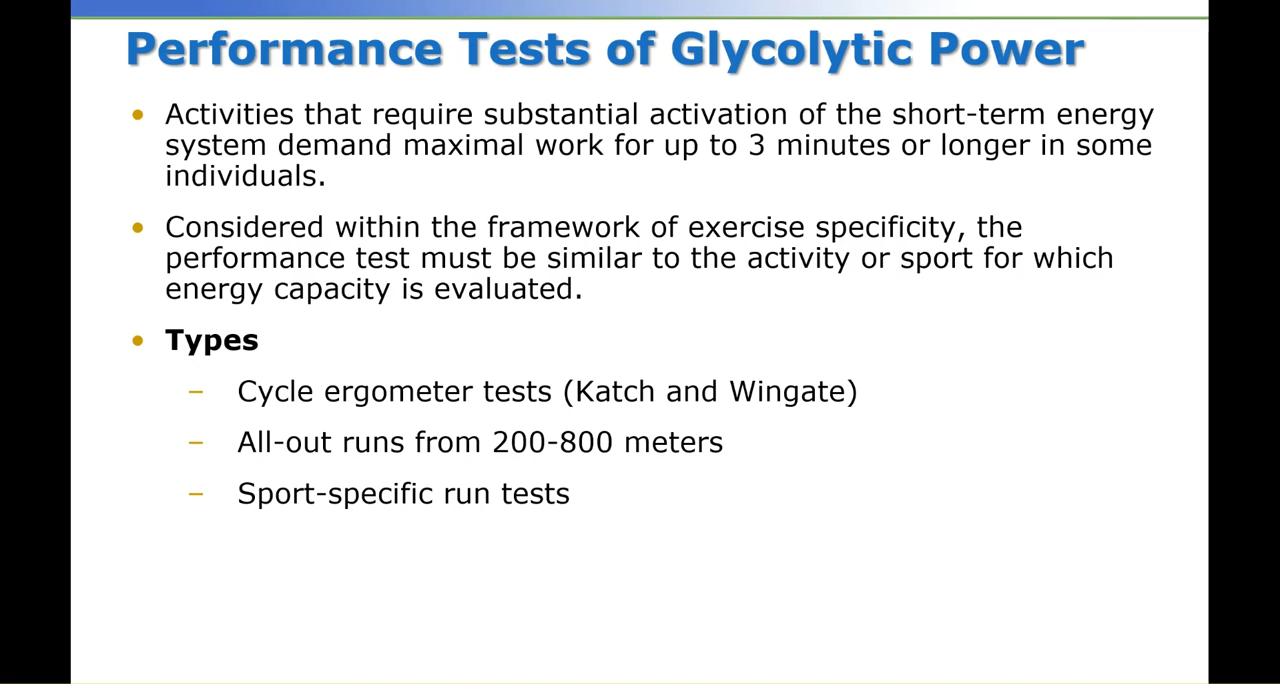 Performance Tests of Glycolytic Power
• Activities that require substantial activation of the short-term energy
system demand maximal work for up to 3 minutes or longer in some
individuals.
• Considered within the framework of exercise specificity, the
performance test must be similar to the activity or sport for which
energy capacity is evaluated.
• Types
– Cycle ergometer tests (Katch and Wingate)
– All-out runs from 200-800 meters
– Sport-specific run tests